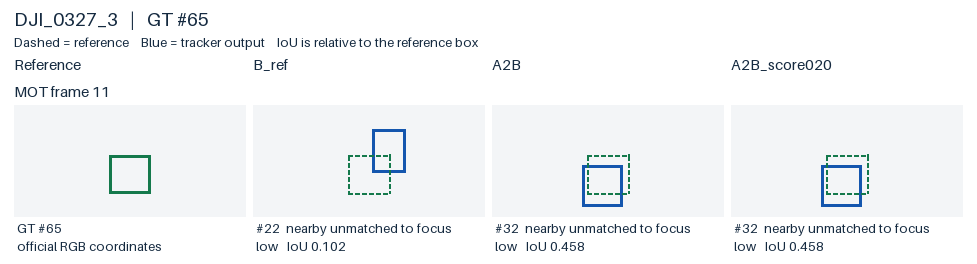 DJI_0327_3 | GT #65
Dashed = reference Blue = tracker output IoU is relative to the reference box
Reference B_ref A2B A2B_score020
MOT frame 11
GT #65 #22 nearby unmatched to focus #32 nearby unmatched to focus #32 nearby unmatched to focus
official RGB coordinates low IoU 0.102 low IoU 0.458 low IoU 0.458